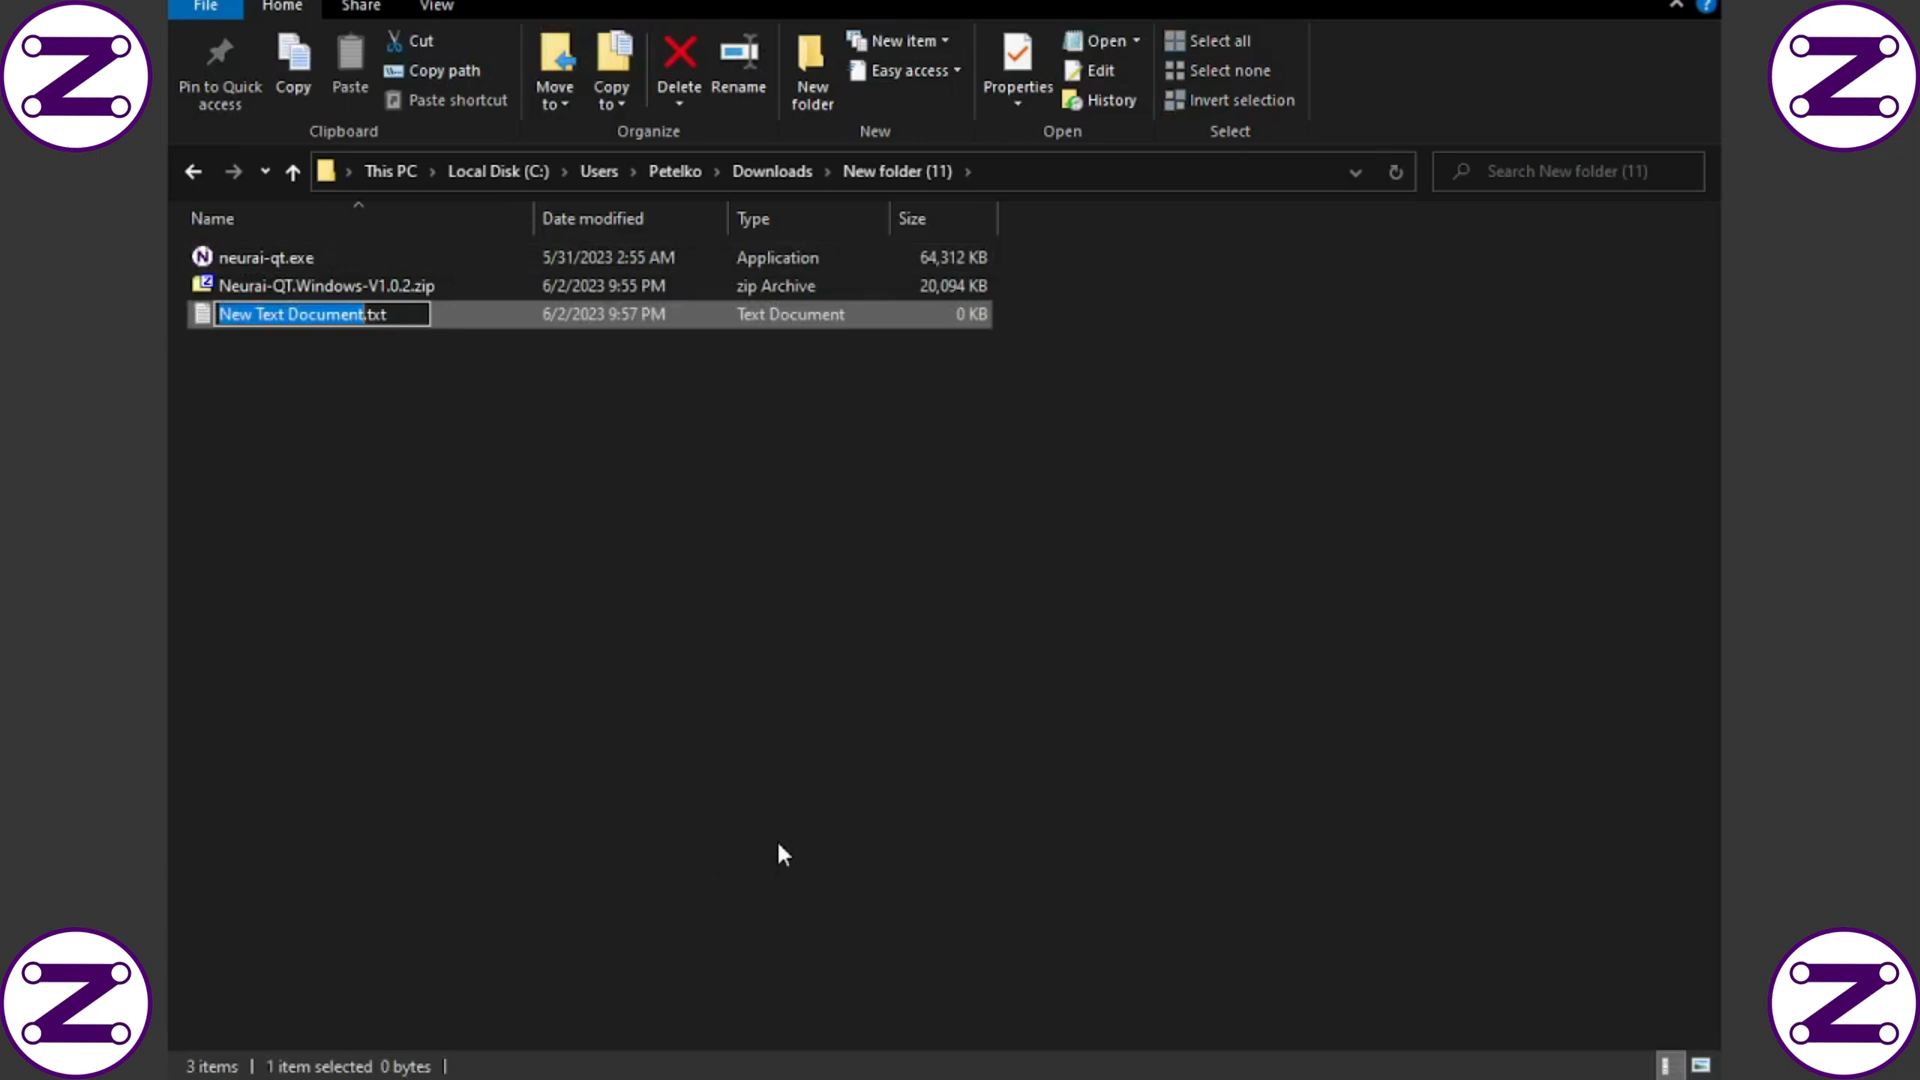 File Home Share View
Pin to Quick access
Copy
Paste
Cut
Copy path
Paste shortcut
Clipboard
Move to
Copy to
Delete
Rename
Organize
New folder
New item
Easy access
New
Properties
Open
Edit
History
Open
Select all
Select none
Invert selection
Select
This PC › Local Disk (C:) › Users › Petelko › Downloads › New folder (11) ›
Search New folder (11)
Name Date modified Type Size
neurai-qt.exe 5/31/2023 2:55 AM Application 64,312 KB
Neurai-QT.Windows-V1.0.2.zip 6/2/2023 9:55 PM zip Archive 20,094 KB
New Text Document.txt 6/2/2023 9:57 PM Text Document 0 KB
3 items | 1 item selected 0 bytes |